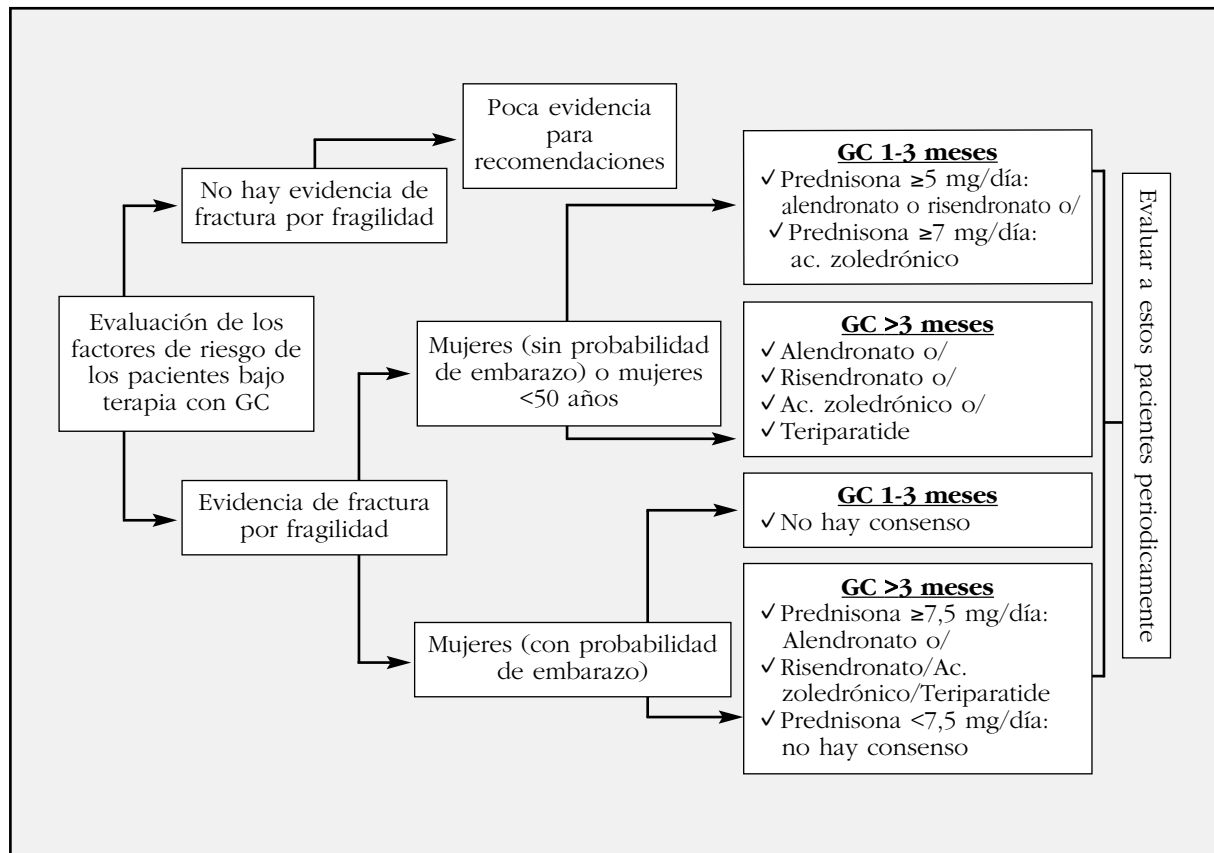 Poca evidencia
para
recomendaciones
No hay evidencia de
fractura por fragilidad
Evaluación de los
factores de riesgo de
los pacientes bajo
terapia con GC
Evidencia de fractura
por fragilidad
Mujeres (sin probabilidad
de embarazo) o mujeres
<50 años
Mujeres (con probabilidad
de embarazo)
GC 1-3 meses
✓ Prednisona ≥5 mg/día:
alendronato o risendronato o/
✓ Prednisona ≥7 mg/día:
ac. zoledrónico
GC >3 meses
✓ Alendronato o/
✓ Risendronato o/
✓ Ac. zoledrónico o/
✓ Teriparatide
GC 1-3 meses
✓ No hay consenso
GC >3 meses
✓ Prednisona ≥7,5 mg/día:
Alendronato o/
✓ Risendronato/Ac.
zoledrónico/Teriparatide
✓ Prednisona <7,5 mg/día:
no hay consenso
Evaluar a estos pacientes periodicamente